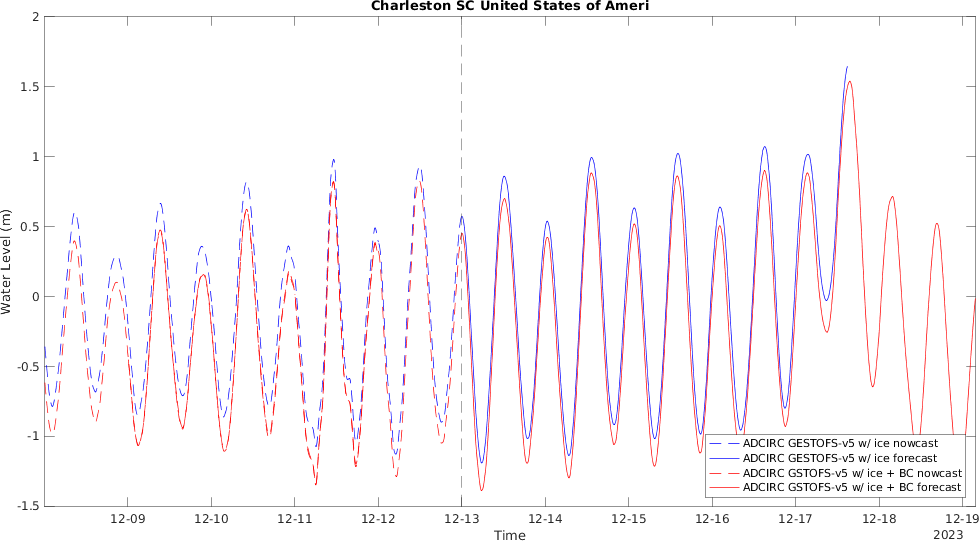 Charleston SC United States of Ameri
2
1.5
1
0.5
0
-0.5
-1
-1.5
Water Level (m)
ADCIRC GESTOFS-v5 w/ ice nowcast
ADCIRC GESTOFS-v5 w/ ice forecast
ADCIRC GSTOFS-v5 w/ ice + BC nowcast
ADCIRC GSTOFS-v5 w/ ice + BC forecast
12-09 12-10 12-11 12-12 12-13 12-14 12-15 12-16 12-17 12-18 12-19
Time
2023